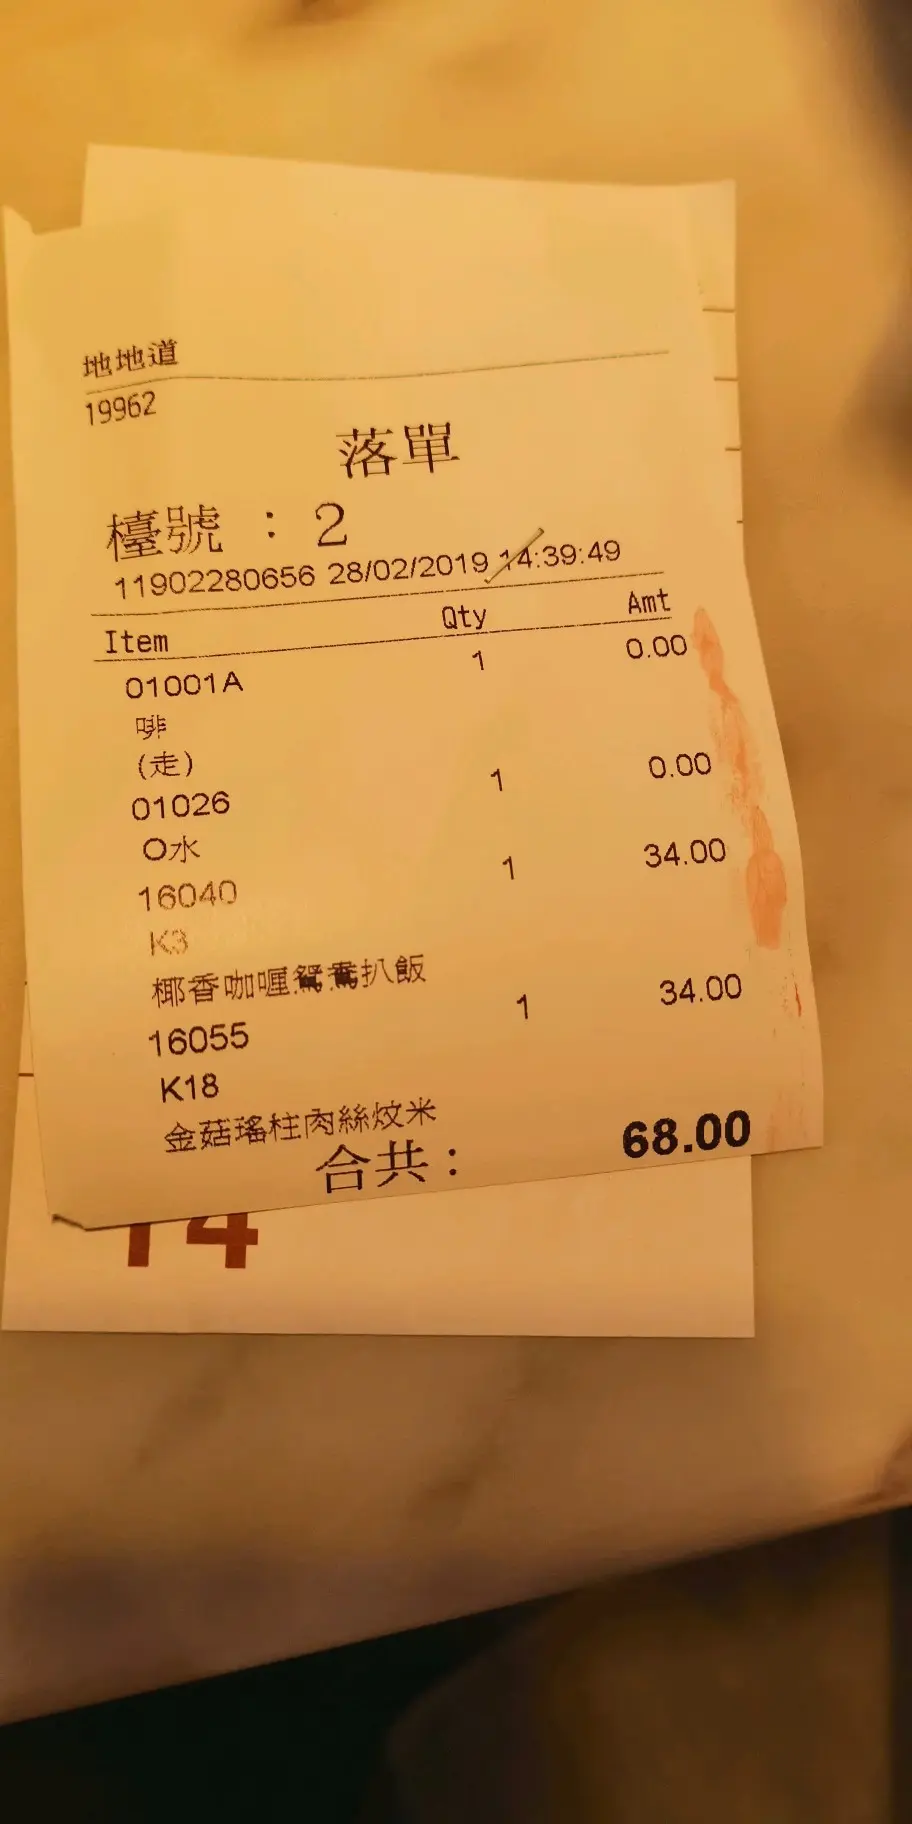 地地道
19962
落單
檯號 : 2
11902280656 28/02/2019 14:39:49
Item Qty Amt
01001A 1 0.00
啡
(走)
01026 1 0.00
O水
16040 1 34.00
K3
椰香咖喱鴛鴦扒飯
16055 1 34.00
K18
金菇瑤柱肉絲炆米
合共: 68.00
14